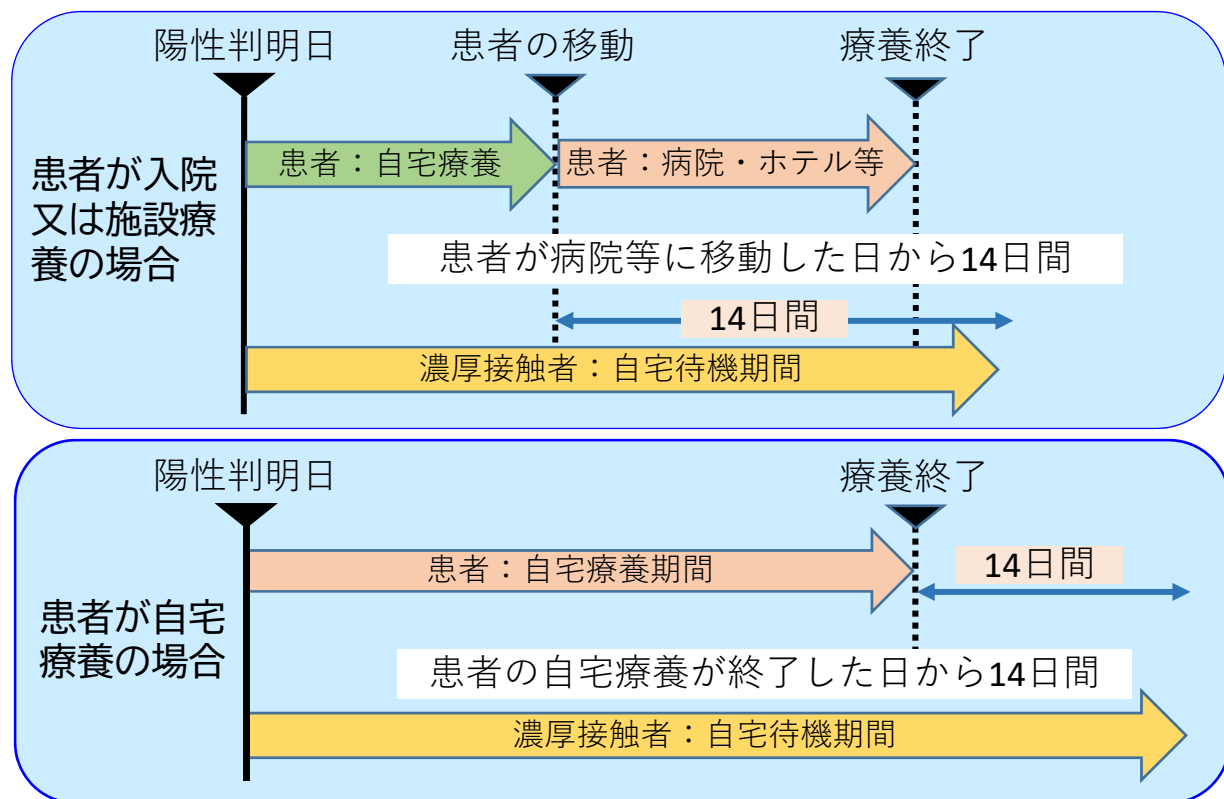 陽性判明日
患者の移動
療養終了
患者が入院
又は施設療
養の場合
患者：自宅療養
患者：病院・ホテル等
患者が病院等に移動した日から14日間
14日間
濃厚接触者：自宅待機期間
陽性判明日
療養終了
患者が自宅
療養の場合
患者：自宅療養期間
14日間
患者の自宅療養が終了した日から14日間
濃厚接触者：自宅待機期間